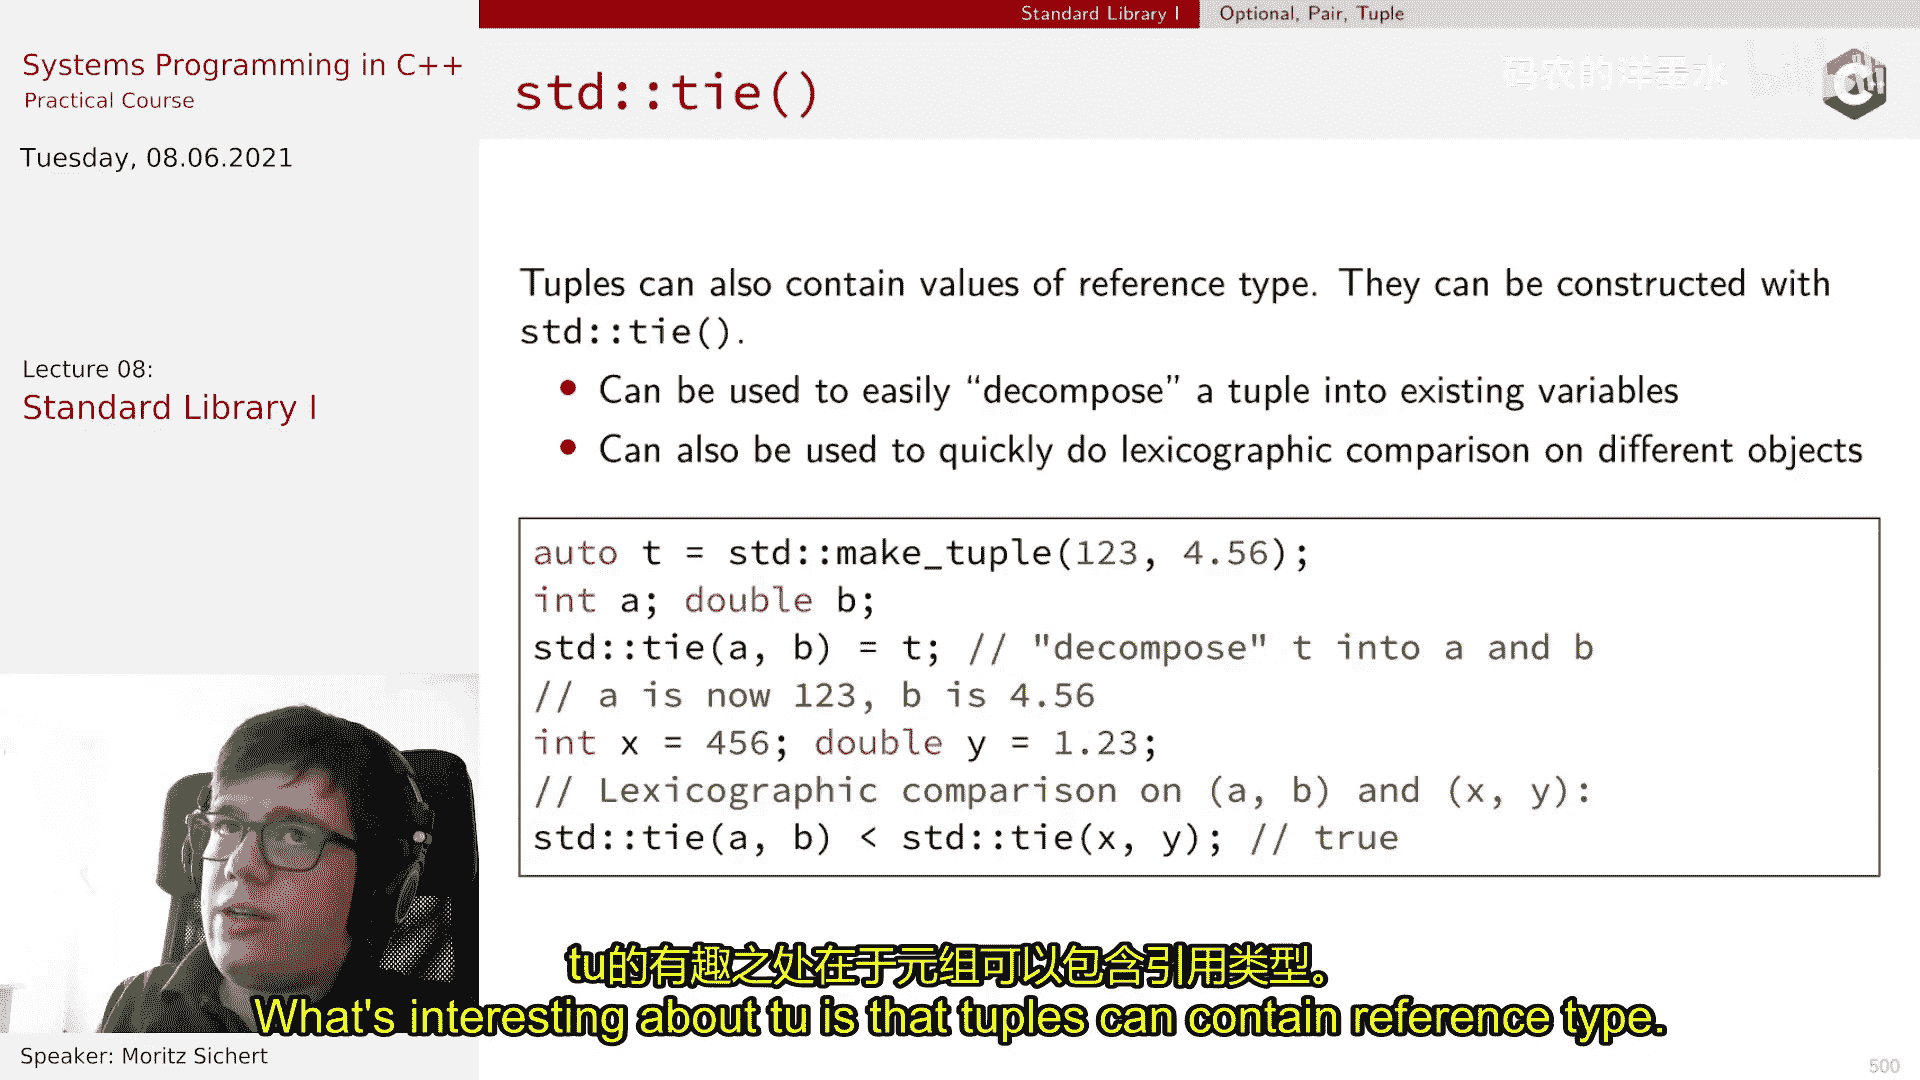 Standard Library I
Optional, Pair, Tuple
Systems Programming in C++
Practical Course
Tuesday, 08.06.2021
Lecture 08:
Standard Library I
std::tie()
码农的洋墨水
Tuples can also contain values of reference type. They can be constructed with
std::tie().
Can be used to easily “decompose” a tuple into existing variables
Can also be used to quickly do lexicographic comparison on different objects
auto t = std::make_tuple(123, 4.56);
int a; double b;
std::tie(a, b) = t; // "decompose" t into a and b
// a is now 123, b is 4.56
int x = 456; double y = 1.23;
// Lexicographic comparison on (a, b) and (x, y):
std::tie(a, b) < std::tie(x, y); // true
tu的有趣之处在于元组可以包含引用类型。
What's interesting about tu is that tuples can contain reference type.
Speaker: Moritz Sichert
500